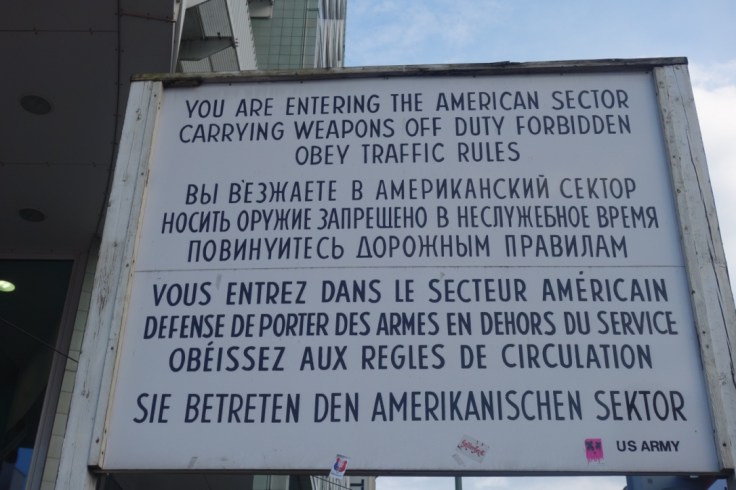 YOU ARE ENTERING THE AMERICAN SECTOR
CARRYING WEAPONS OFF DUTY FORBIDDEN
OBEY TRAFFIC RULES
ВЫ В'ЕЗЖАЕТЕ В АМЕРИКАНСКИЙ СЕКТОР
НОСИТЬ ОРУЖИЕ ЗАПРЕЩЕНО В НЕСЛУЖЕБНОЕ ВРЕМЯ
ПОВИНУИТЕСЬ ДОРОЖНЫМ ПРАВИЛАМ
VOUS ENTREZ DANS LE SECTEUR AMÉRICAIN
DEFENSE DE PORTER DES ARMES EN DEHORS DU SERVICE
OBÉISSEZ AUX REGLES DE CIRCULATION
SIE BETRETEN DEN AMERIKANISCHEN SEKTOR
US ARMY